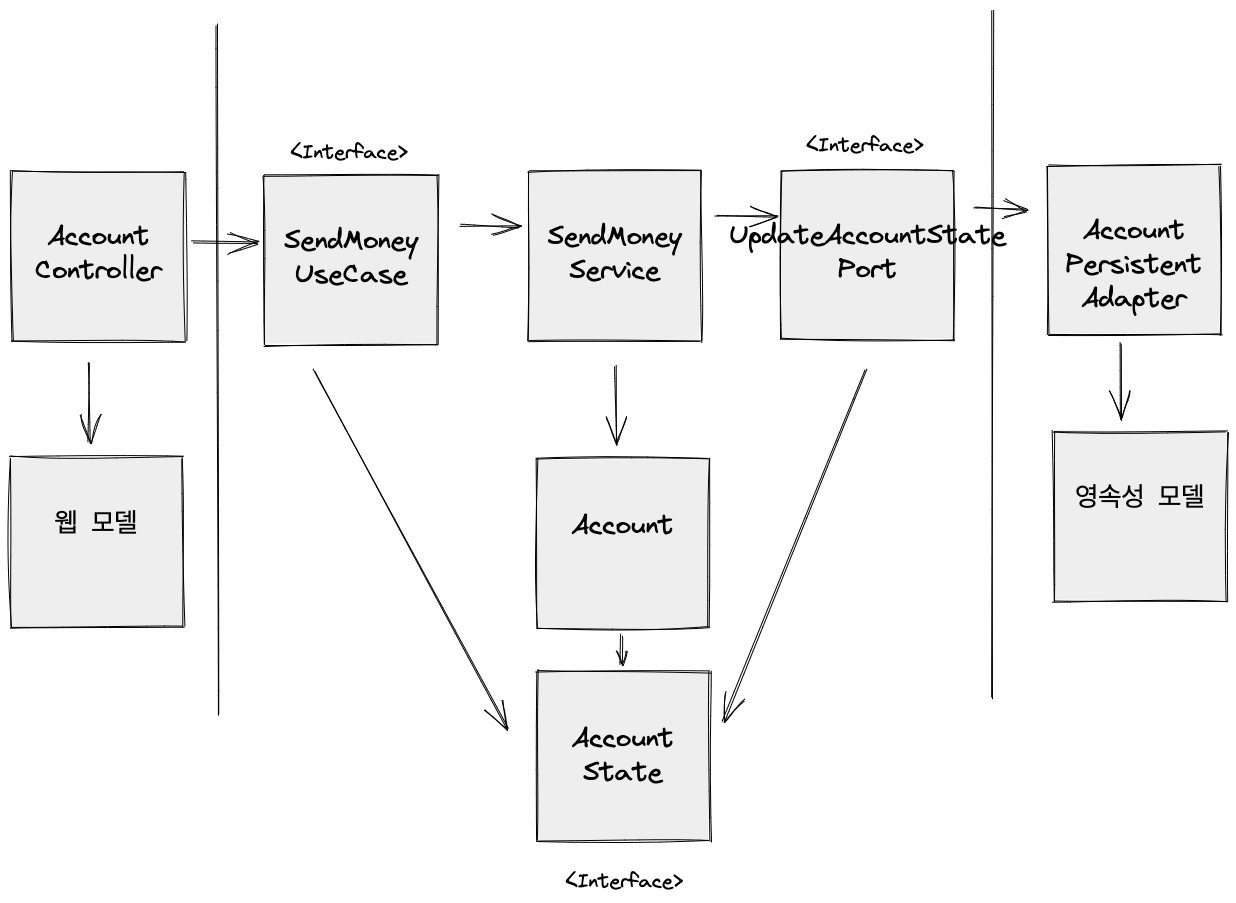 <Interface>
<Interface>
Account
Controller
SendMoney
UseCase
SendMoney
Service
UpdateAccountState
Port
Account
Persistent
Adapter
웹 모델
Account
영속성 모델
Account
State
<Interface>